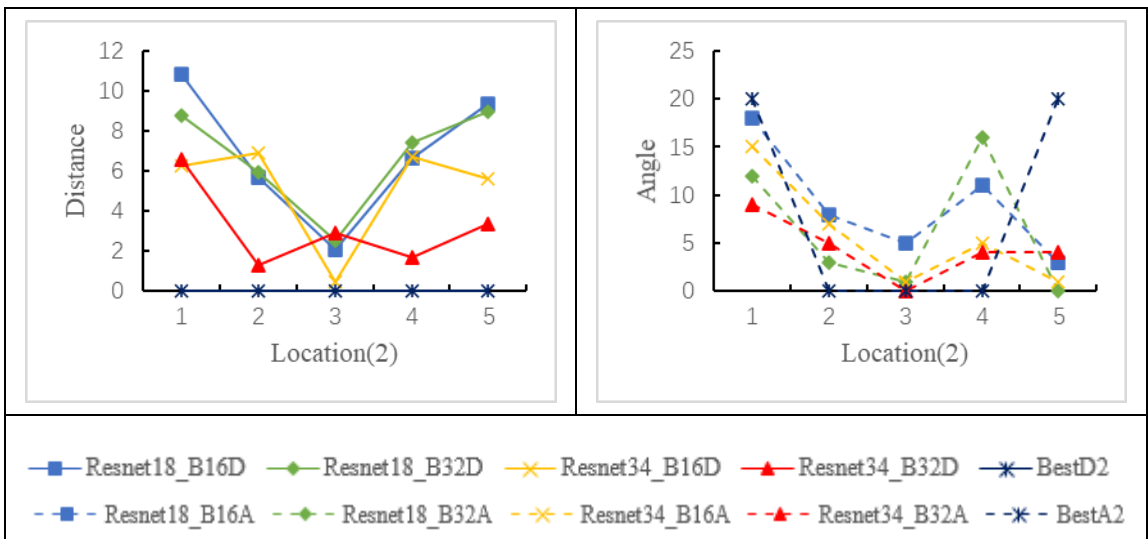 12
10
8
6
4
2
0
Distance
1 2 3 4 5
Location(2)
25
20
15
10
5
0
Angle
1 2 3 4 5
Location(2)
Resnet18_B16D Resnet18_B32D Resnet34_B16D Resnet34_B32D BestD2
Resnet18_B16A Resnet18_B32A Resnet34_B16A Resnet34_B32A BestA2